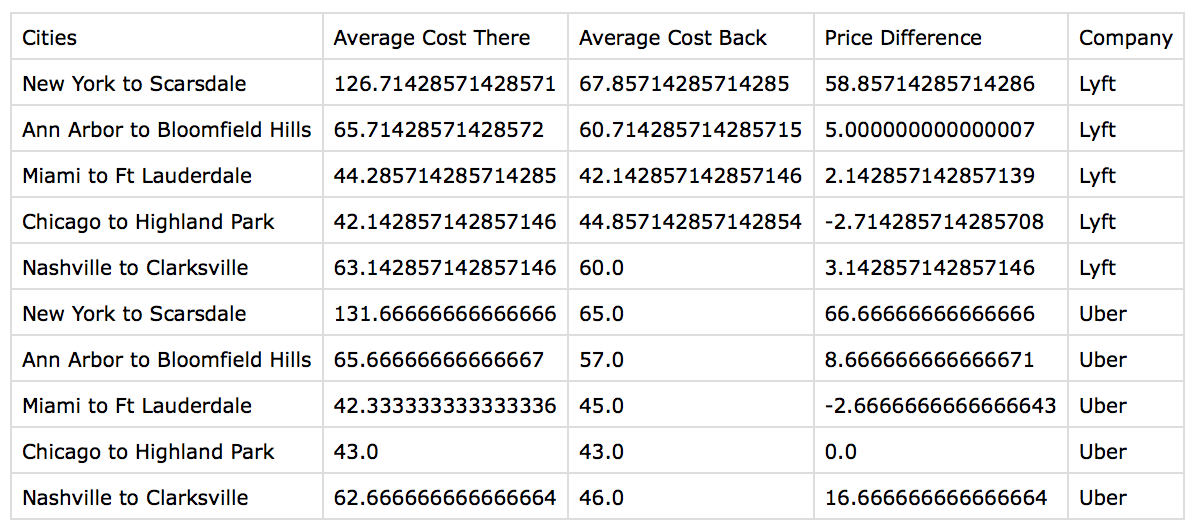 Cities Average Cost There Average Cost Back Price Difference Company
New York to Scarsdale 126.71428571428571 67.85714285714285 58.85714285714286 Lyft
Ann Arbor to Bloomfield Hills 65.71428571428572 60.714285714285715 5.000000000000007 Lyft
Miami to Ft Lauderdale 44.285714285714285 42.142857142857146 2.142857142857139 Lyft
Chicago to Highland Park 42.142857142857146 44.857142857142854 -2.714285714285708 Lyft
Nashville to Clarksville 63.142857142857146 60.0 3.142857142857146 Lyft
New York to Scarsdale 131.66666666666666 65.0 66.66666666666666 Uber
Ann Arbor to Bloomfield Hills 65.66666666666667 57.0 8.666666666666671 Uber
Miami to Ft Lauderdale 42.333333333333336 45.0 -2.6666666666666643 Uber
Chicago to Highland Park 43.0 43.0 0.0 Uber
Nashville to Clarksville 62.666666666666664 46.0 16.666666666666664 Uber